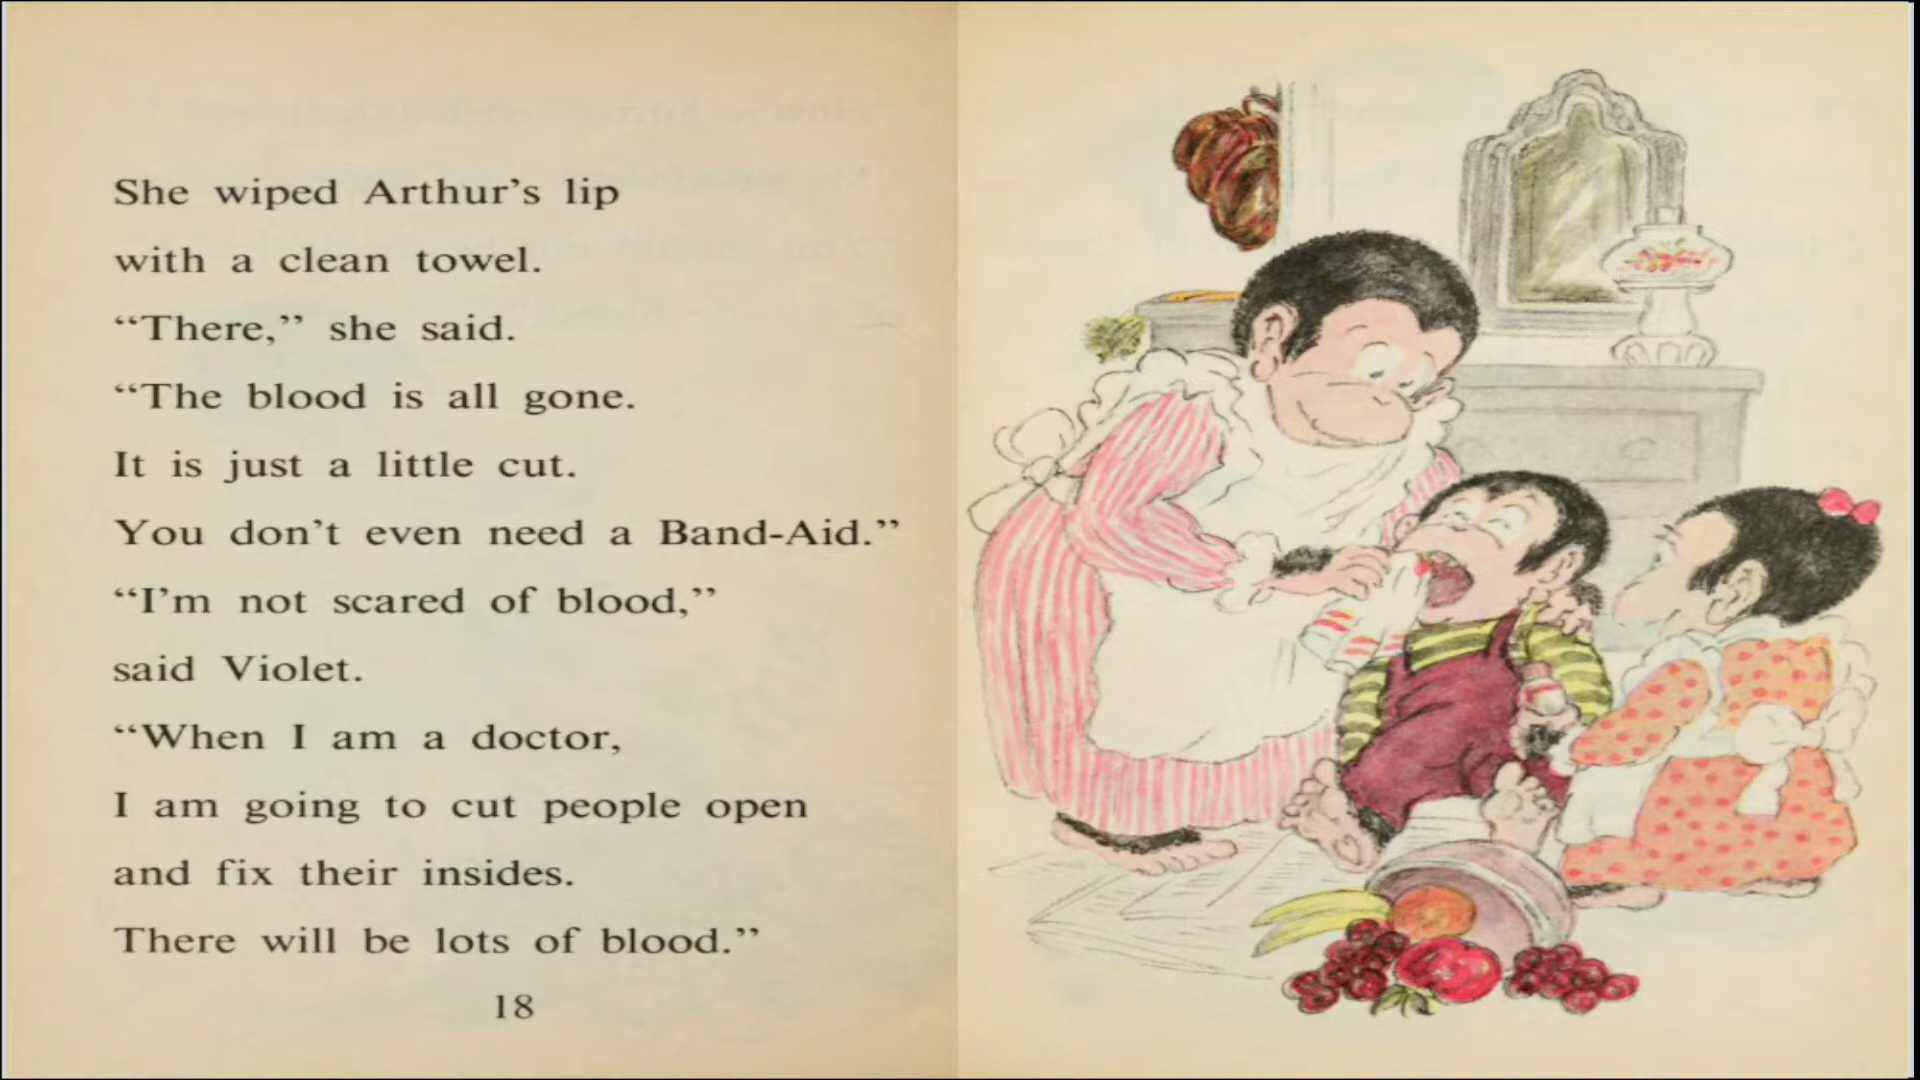 She wiped Arthur's lip
with a clean towel.
“There,” she said.
“The blood is all gone.
It is just a little cut.
You don't even need a Band-Aid.”
“I'm not scared of blood,”
said Violet.
“When I am a doctor,
I am going to cut people open
and fix their insides.
There will be lots of blood.”
18